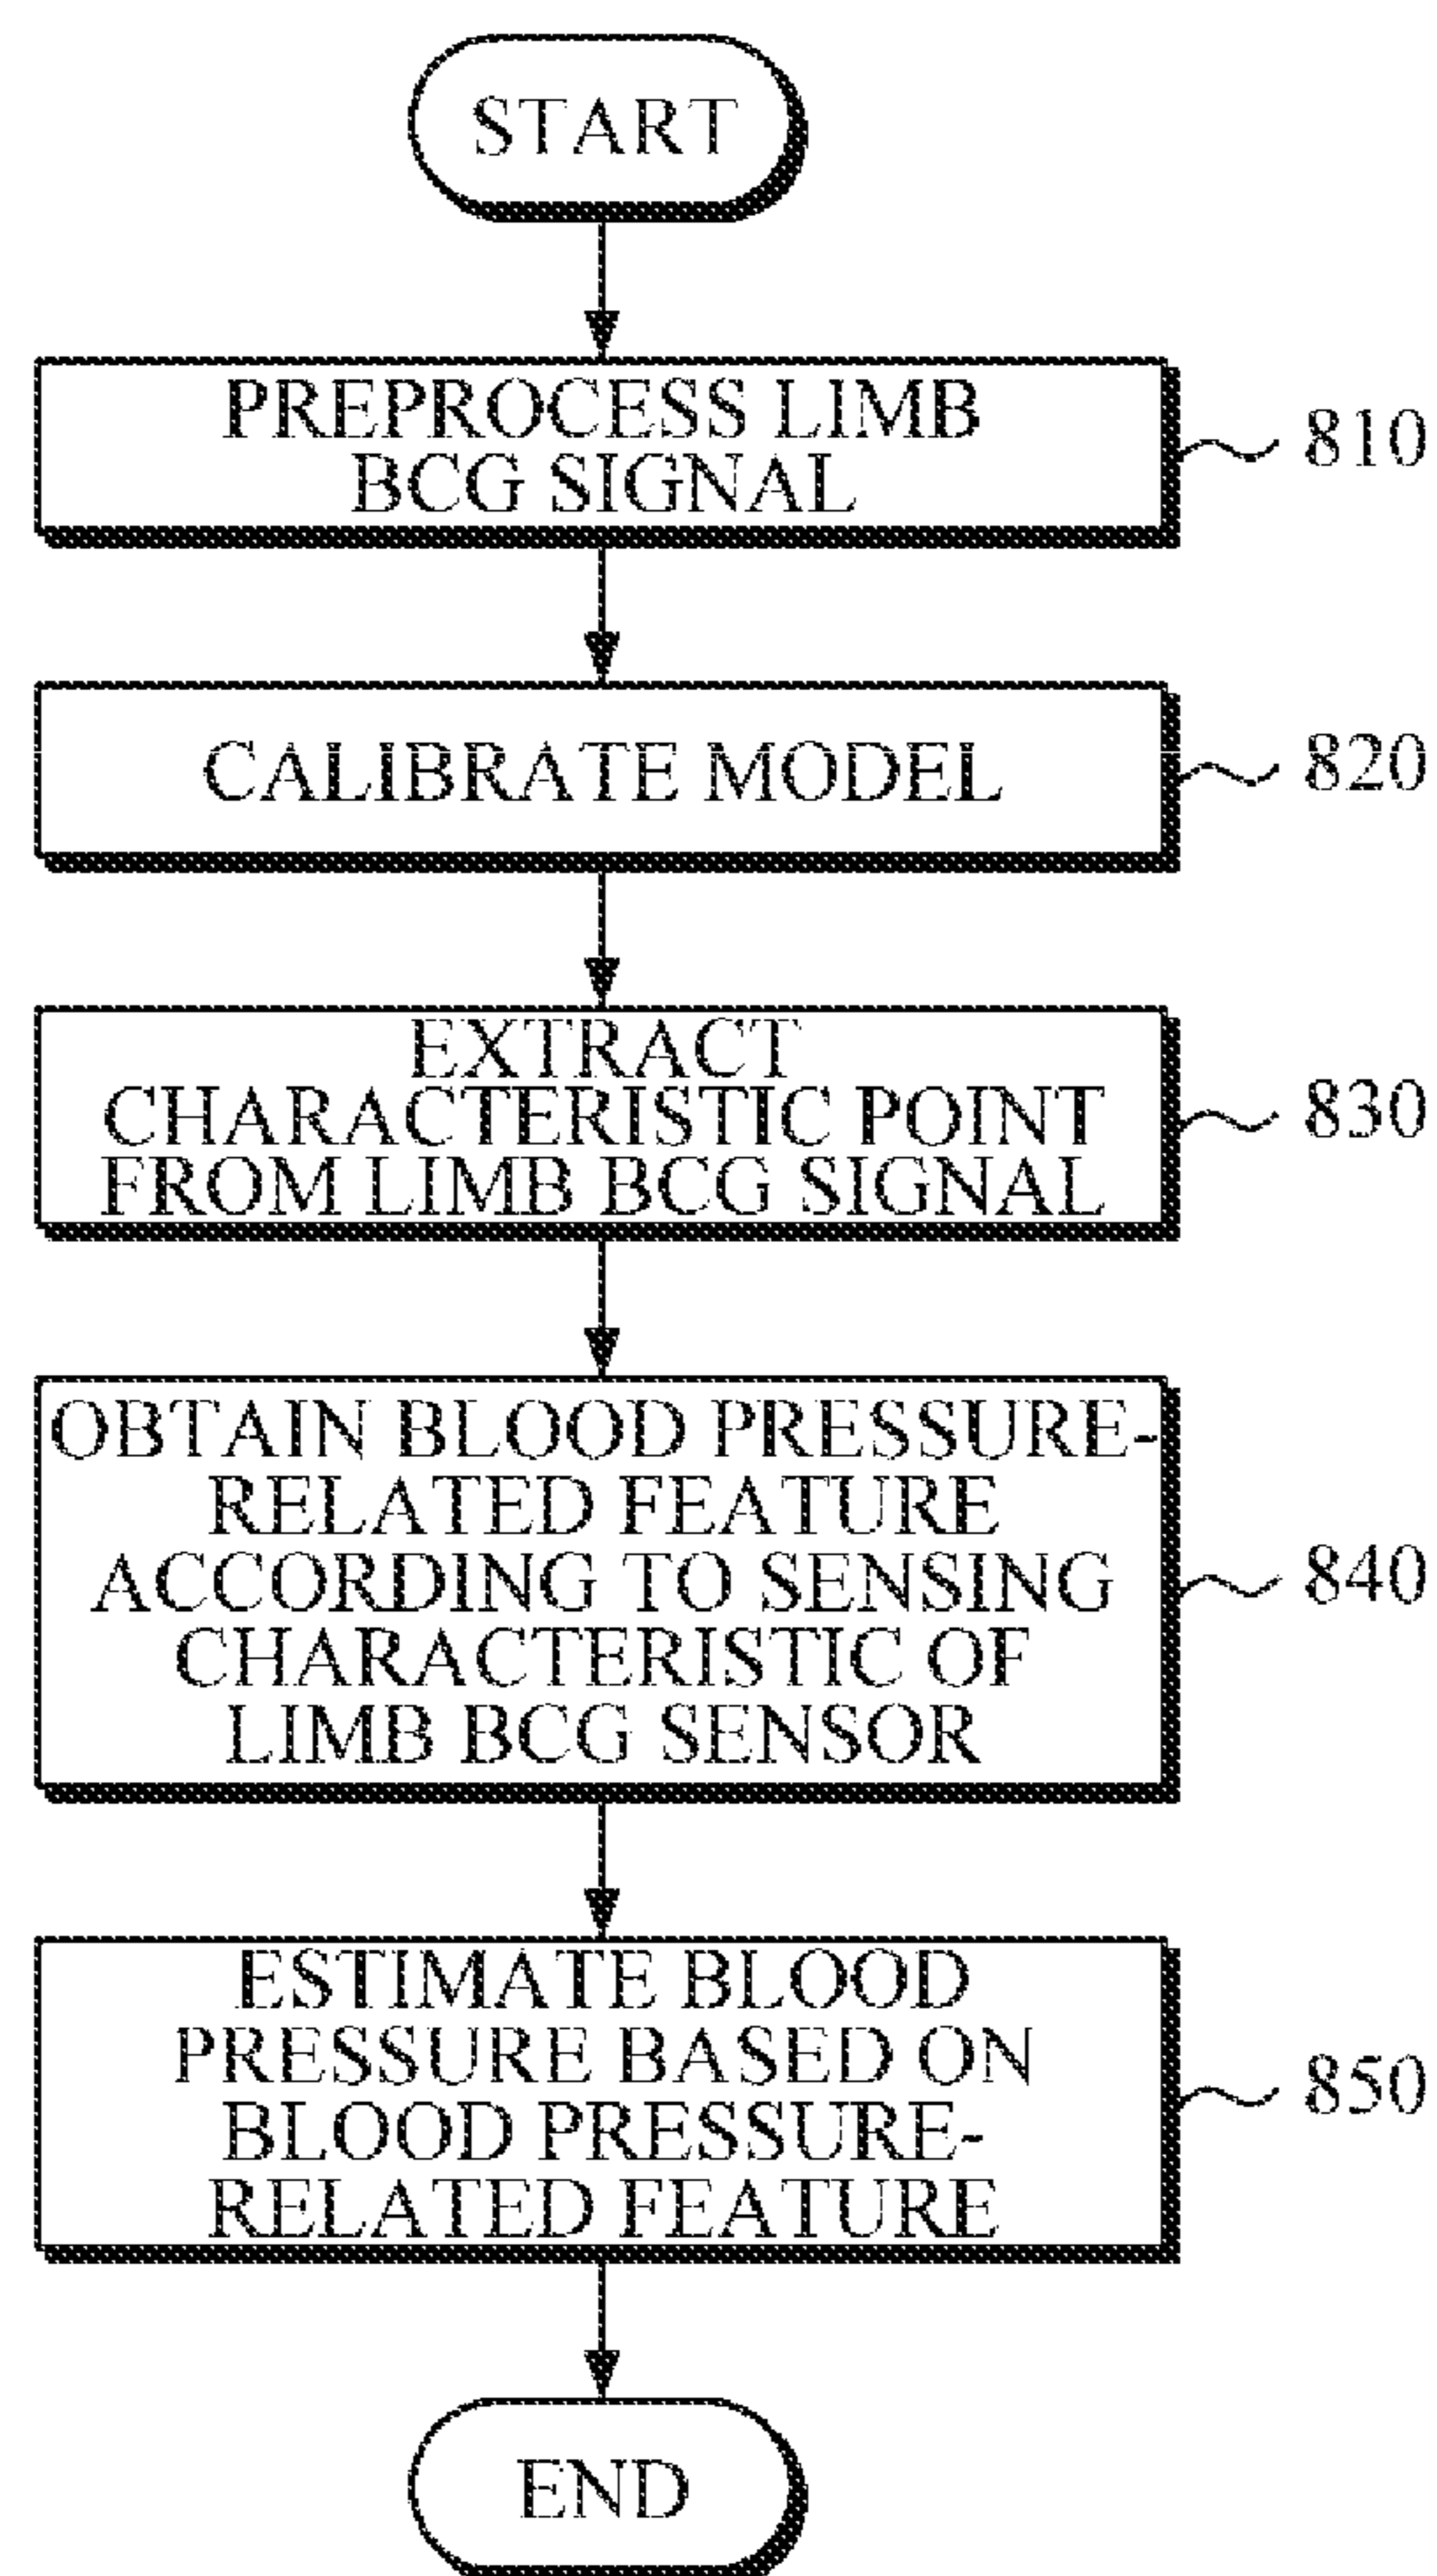 START
PREPROCESS LIMB
BCG SIGNAL
810
CALIBRATE MODEL
820
EXTRACT
CHARACTERISTIC POINT
FROM LIMB BCG SIGNAL
830
OBTAIN BLOOD PRESSURE-
RELATED FEATURE
ACCORDING TO SENSING
CHARACTERISTIC OF
LIMB BCG SENSOR
840
ESTIMATE BLOOD
PRESSURE BASED ON
BLOOD PRESSURE-
RELATED FEATURE
850
END